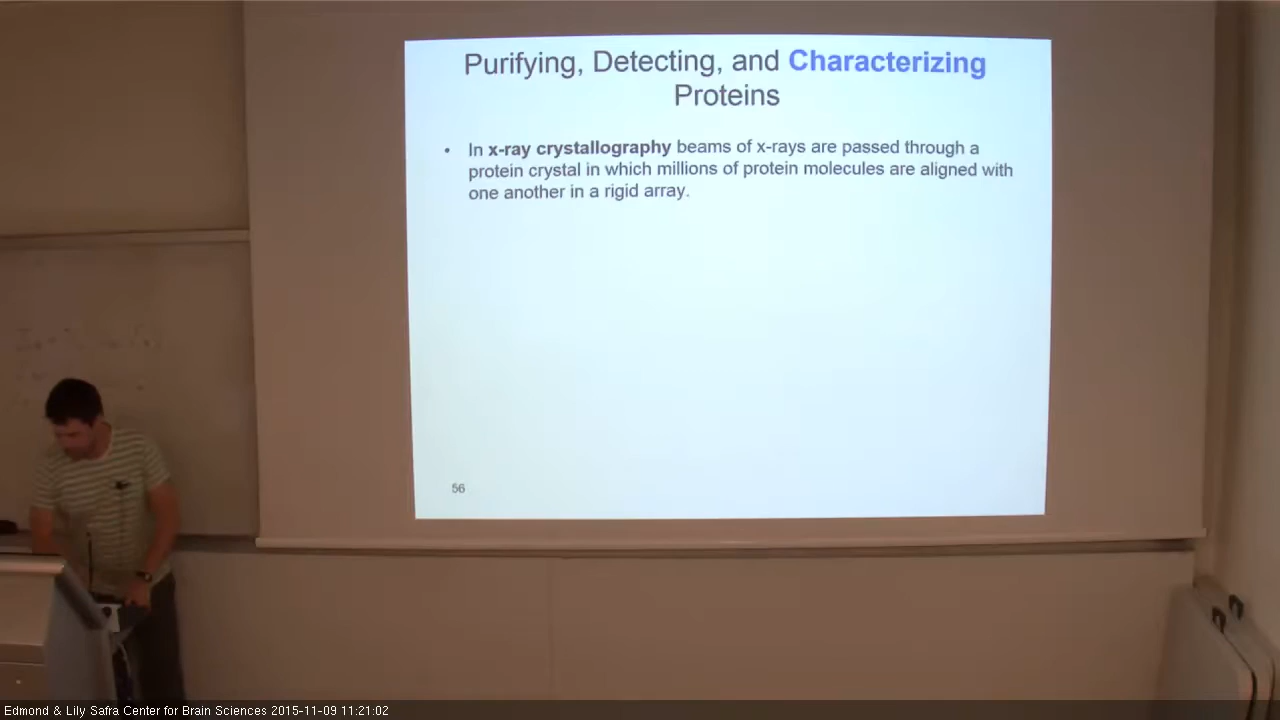 Purifying, Detecting, and Characterizing
Proteins
• In x-ray crystallography beams of x-rays are passed through a
protein crystal in which millions of protein molecules are aligned with
one another in a rigid array.
56
Edmond & Lily Safra Center for Brain Sciences 2015-11-09 11:21:02